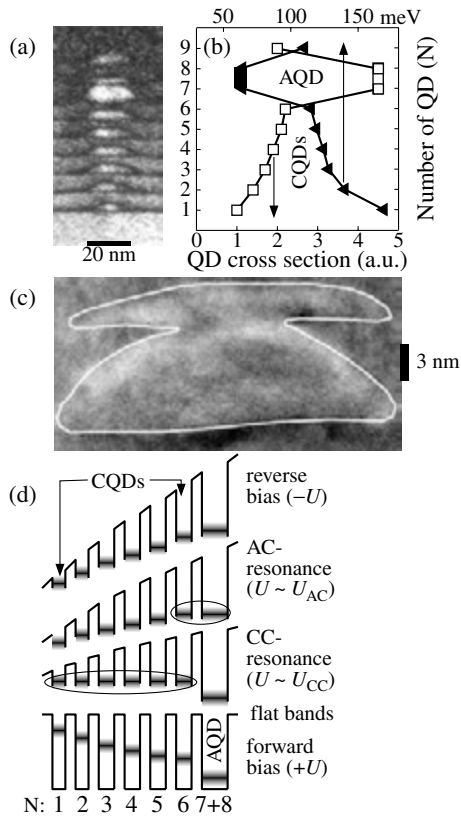 50 100 150 meV
(a) (b)
9
8
7
6
5
4
3
2
1
AQD
CQDs
Number of QD (N)
20 nm
0 1 2 3 4 5
QD cross section (a.u.)
(c)
3 nm
(d)
CQDs
reverse
bias (−U)
AC-
resonance
(U ~ UAC)
CC-
resonance
(U ~ UCC)
flat bands
AQD
forward
bias (+U)
N: 1 2 3 4 5 6 7+8